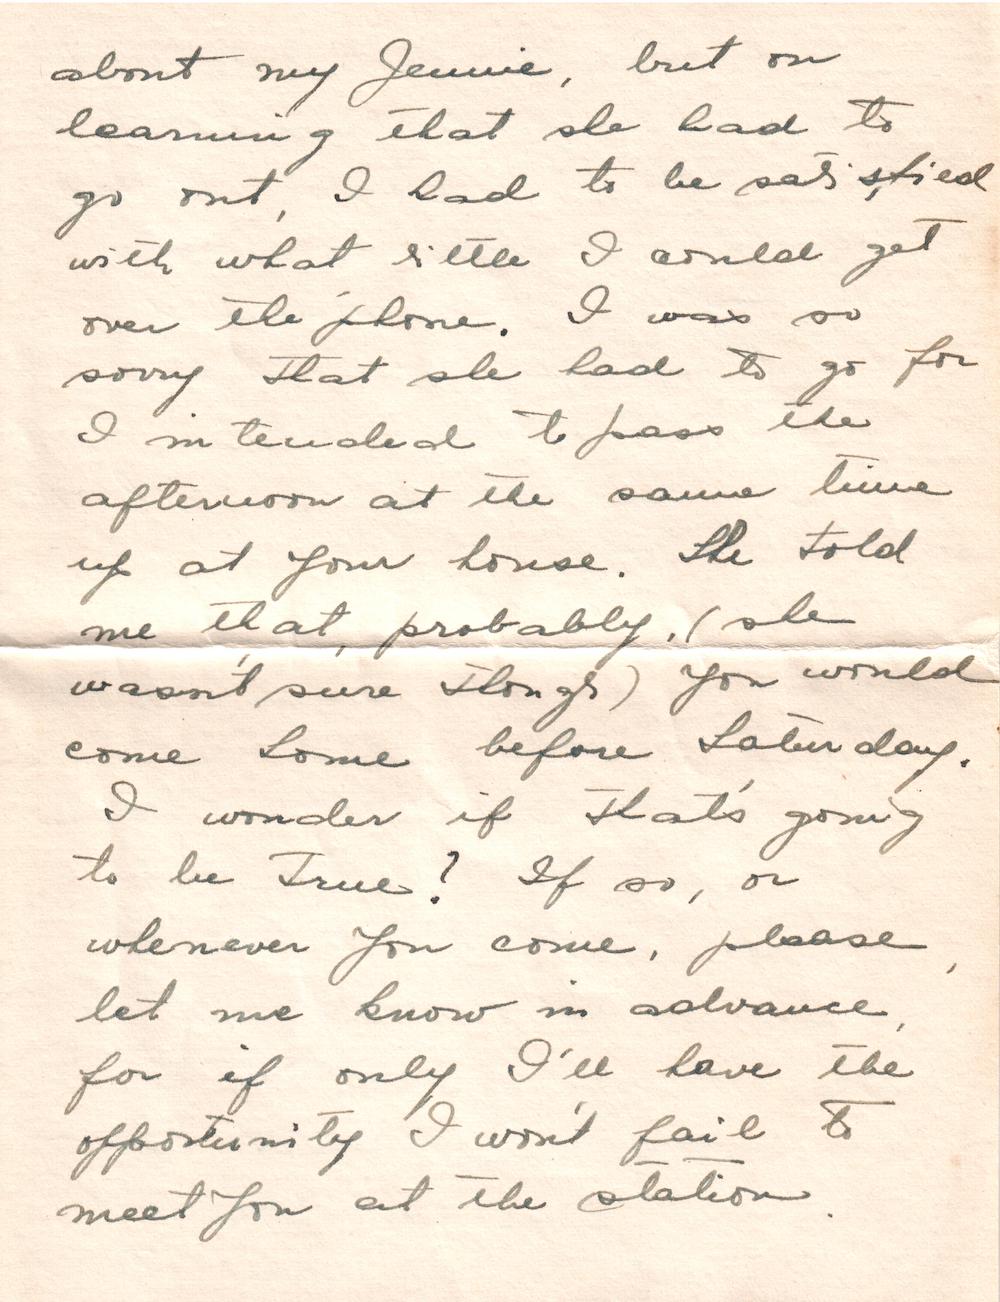 about my Jennie, but on
learning that she had to
go out, I had to be satisfied
with what little I could get
over the 'phone. I was so
sorry that she had to go for
I intended to pass the
afternoon at the same time
up at your house. She told
me that, probably, (she
wasn't sure though) you would
come home before Saturday.
I wonder if that's going
to be true? If so, or
whenever you come, please,
let me know in advance,
for if only I'll have the
opportunity I won't fail to
meet you at the station.